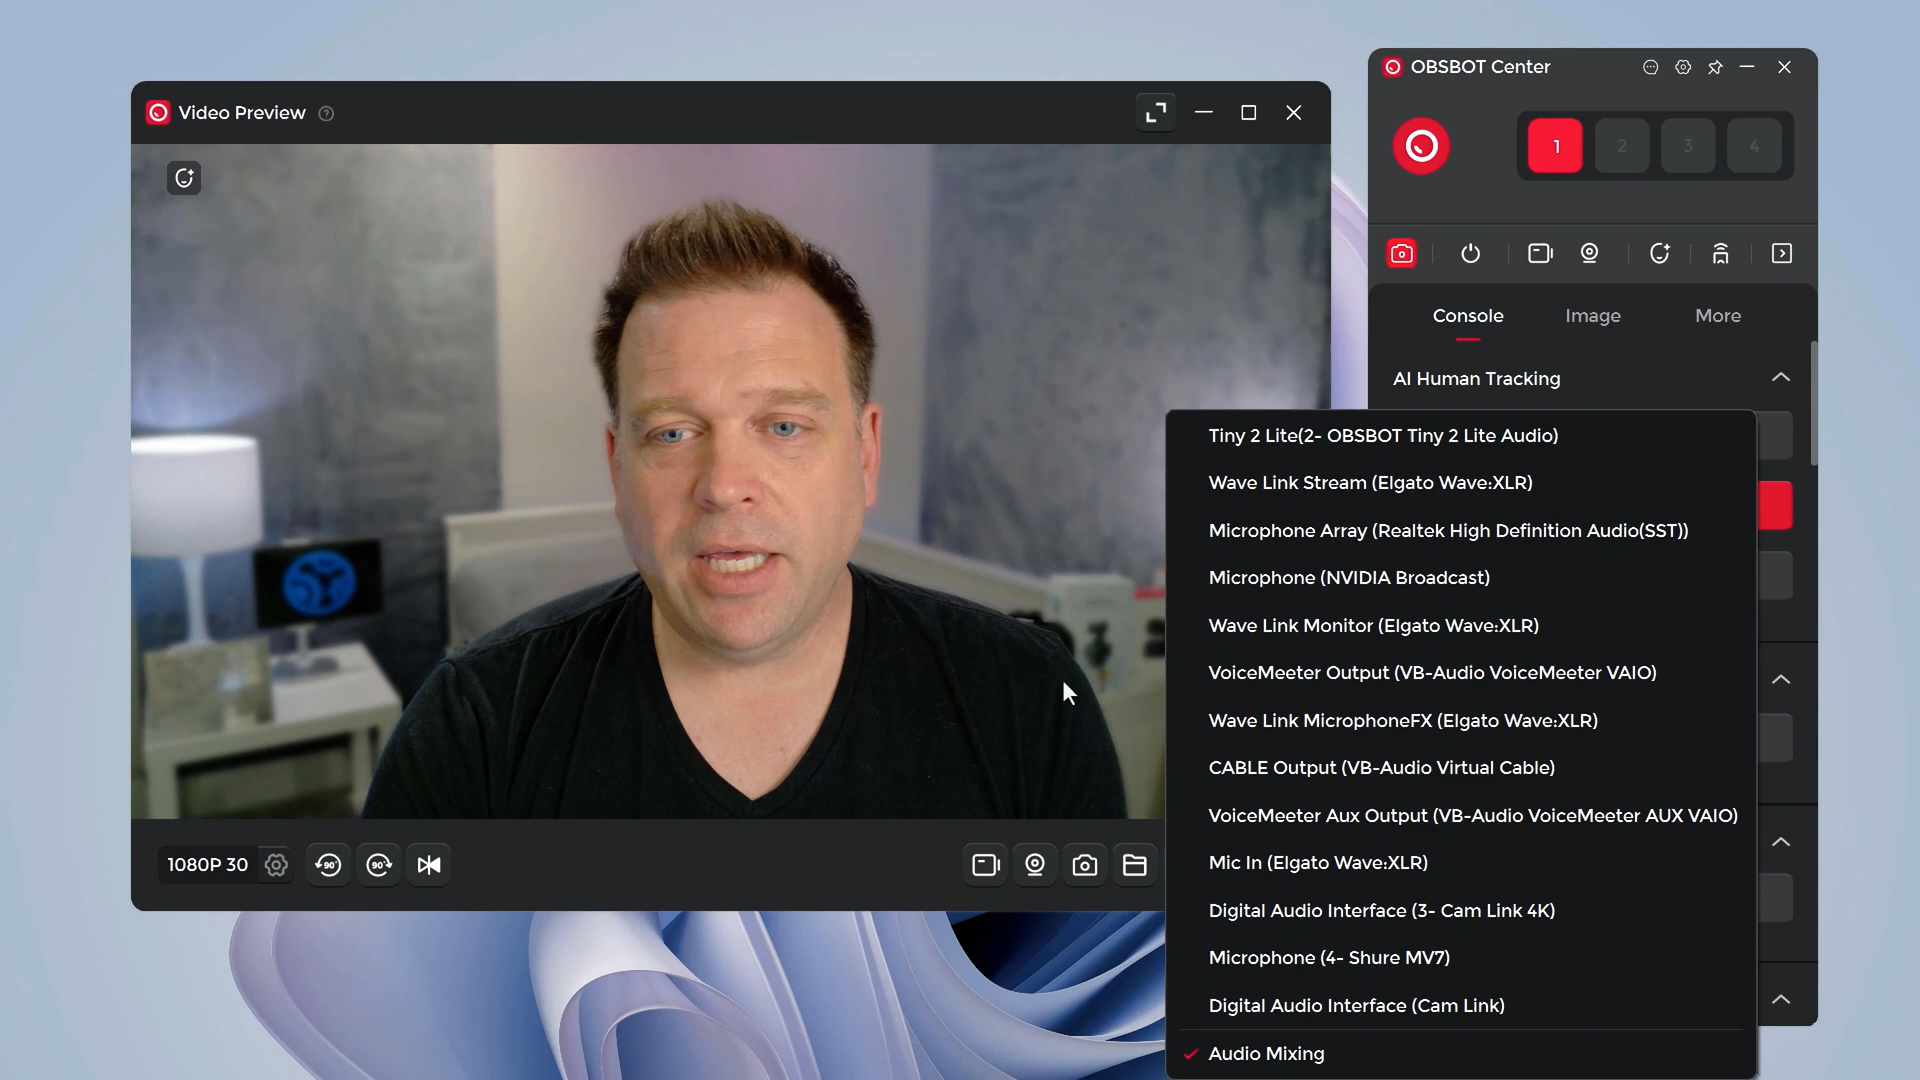 OBSBOT Center
Video Preview
1
2
3
4
Console
Image
More
AI Human Tracking
Tiny 2 Lite(2- OBSBOT Tiny 2 Lite Audio)
Wave Link Stream (Elgato Wave:XLR)
Microphone Array (Realtek High Definition Audio(SST))
Microphone (NVIDIA Broadcast)
Wave Link Monitor (Elgato Wave:XLR)
VoiceMeeter Output (VB-Audio VoiceMeeter VAIO)
Wave Link MicrophoneFX (Elgato Wave:XLR)
CABLE Output (VB-Audio Virtual Cable)
VoiceMeeter Aux Output (VB-Audio VoiceMeeter AUX VAIO)
Mic In (Elgato Wave:XLR)
Digital Audio Interface (3- Cam Link 4K)
Microphone (4- Shure MV7)
Digital Audio Interface (Cam Link)
Audio Mixing
1080P 30
90°
90°